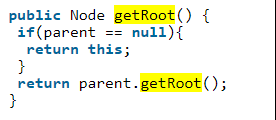 public Node getRoot() {
if(parent == null){
return this;
}
return parent.getRoot();
}